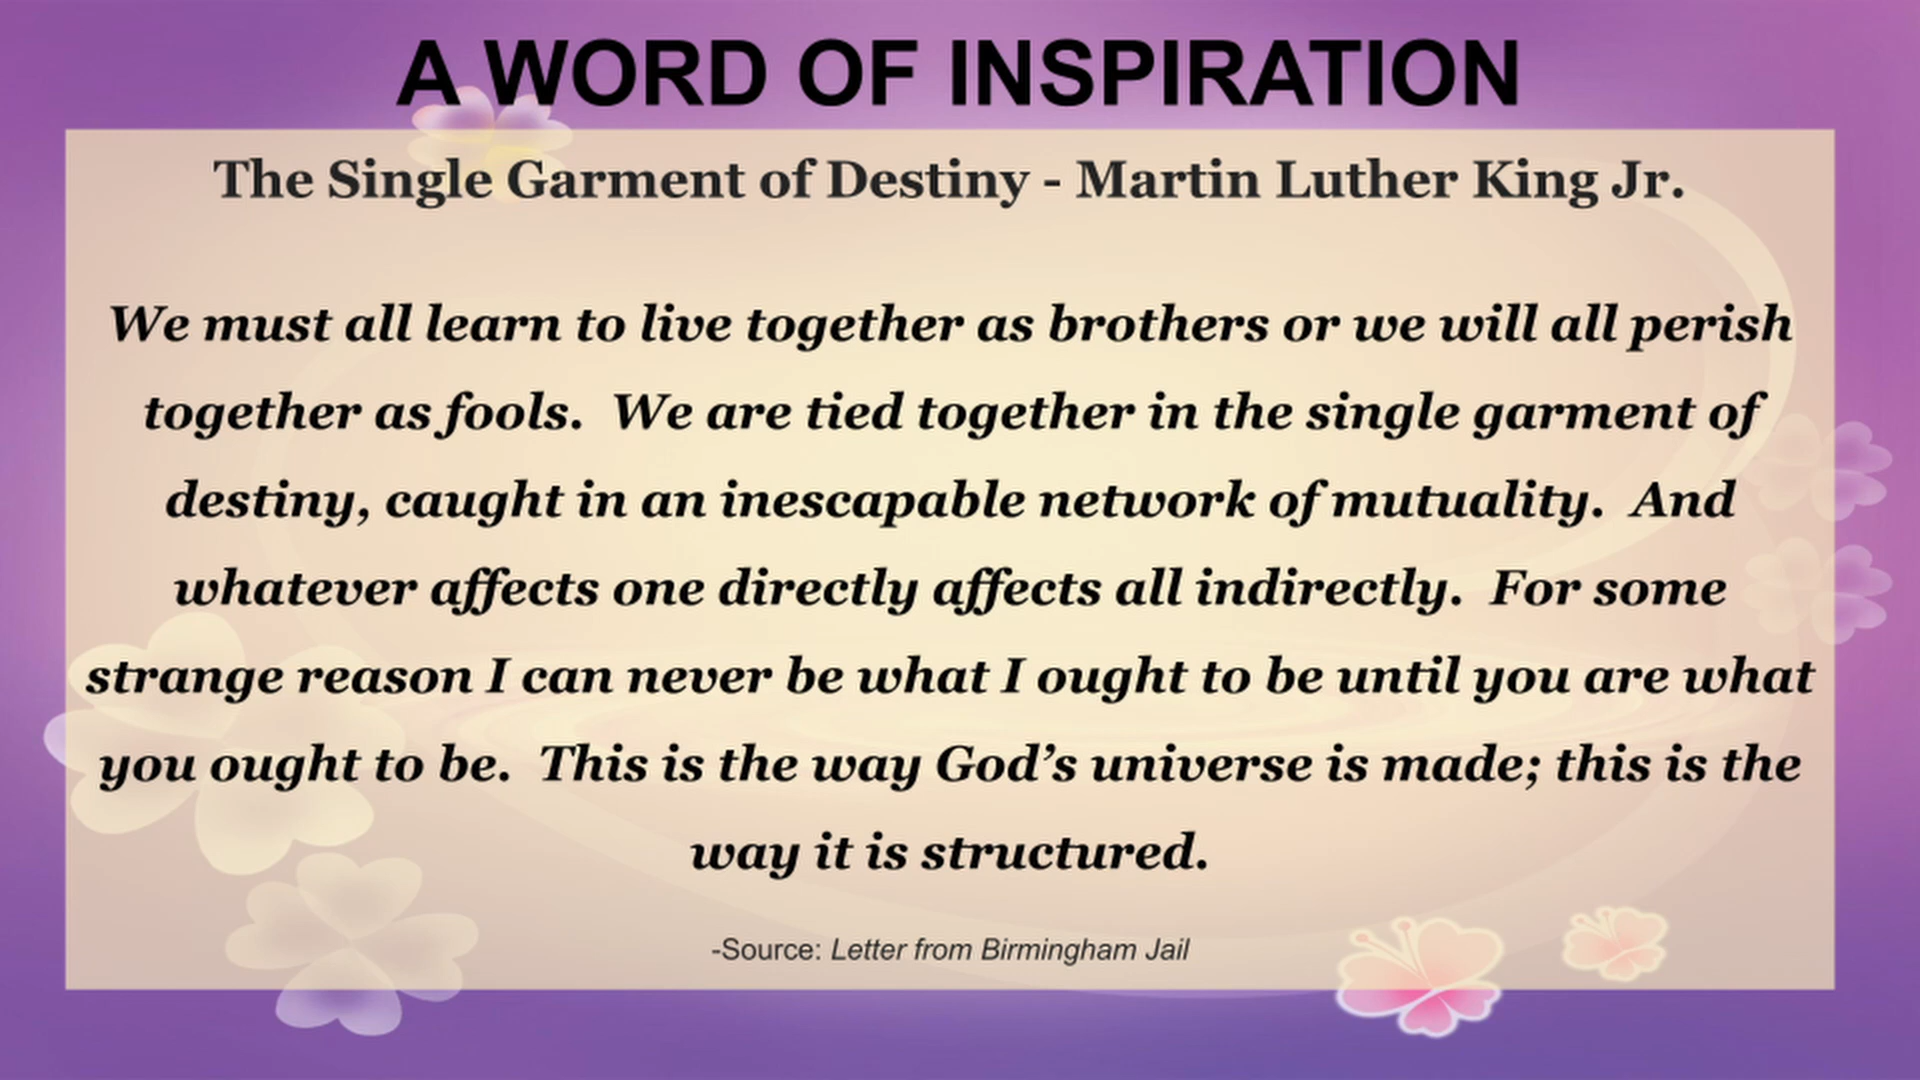 A WORD OF INSPIRATION
The Single Garment of Destiny - Martin Luther King Jr.
We must all learn to live together as brothers or we will all perish
together as fools.  We are tied together in the single garment of
destiny, caught in an inescapable network of mutuality.  And
whatever affects one directly affects all indirectly.  For some
strange reason I can never be what I ought to be until you are what
you ought to be.  This is the way God’s universe is made; this is the
way it is structured.
-Source: Letter from Birmingham Jail